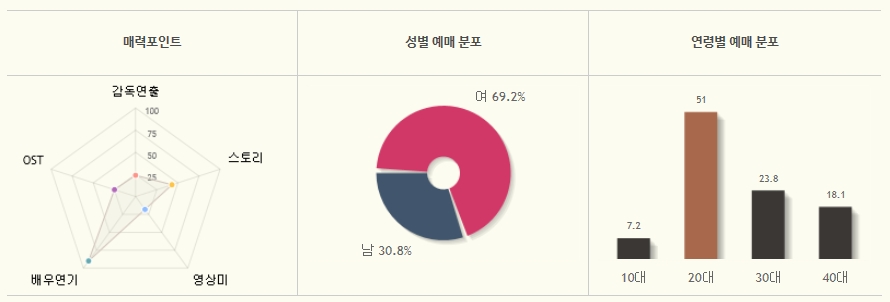 매력포인트
감독연출
100
75
50
25
OST
스토리
배우연기
영상미
성별 예매 분포
여 69.2%
남 30.8%
연령별 예매 분포
51
23.8
18.1
7.2
10대
20대
30대
40대